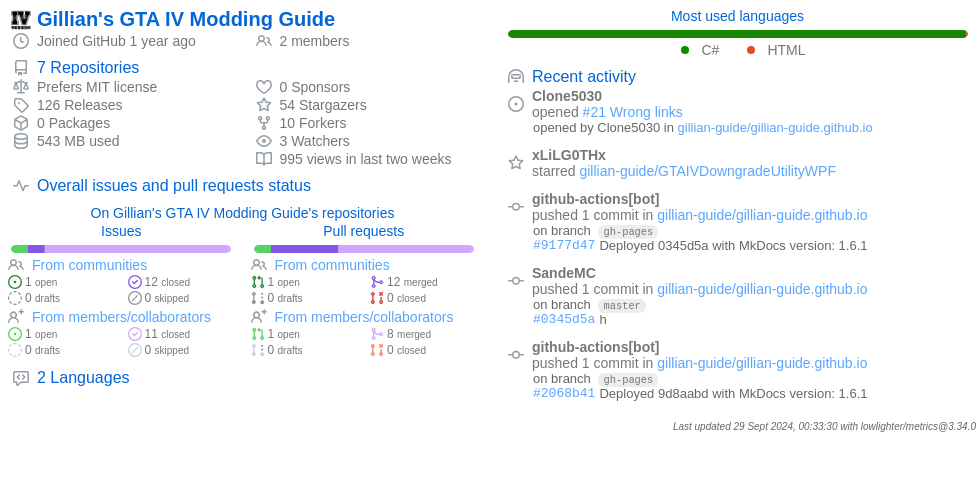 Gillian's GTA IV Modding Guide
Joined GitHub 1 year ago
2 members
7 Repositories
Prefers MIT license
0 Sponsors
126 Releases
54 Stargazers
0 Packages
10 Forkers
543 MB used
3 Watchers
995 views in last two weeks
Overall issues and pull requests status
On Gillian's GTA IV Modding Guide's repositories
Issues
Pull requests
From communities
From communities
1 open
12 closed
1 open
12 merged
0 drafts
0 skipped
0 drafts
0 closed
From members/collaborators
From members/collaborators
1 open
11 closed
1 open
8 merged
0 drafts
0 skipped
0 drafts
0 closed
2 Languages
Most used languages
C#
HTML
Recent activity
Clone5030
opened #21 Wrong links
opened by Clone5030 in gillian-guide/gillian-guide.github.io
xLiLG0THx
starred gillian-guide/GTAIVDowngradeUtilityWPF
github-actions[bot]
pushed 1 commit in gillian-guide/gillian-guide.github.io
on branch gh-pages
#9177d47 Deployed 0345d5a with MkDocs version: 1.6.1
SandeMC
pushed 1 commit in gillian-guide/gillian-guide.github.io
on branch master
#0345d5a h
github-actions[bot]
pushed 1 commit in gillian-guide/gillian-guide.github.io
on branch gh-pages
#2068b41 Deployed 9d8aabd with MkDocs version: 1.6.1
Last updated 29 Sept 2024, 00:33:30 with lowlighter/metrics@3.34.0